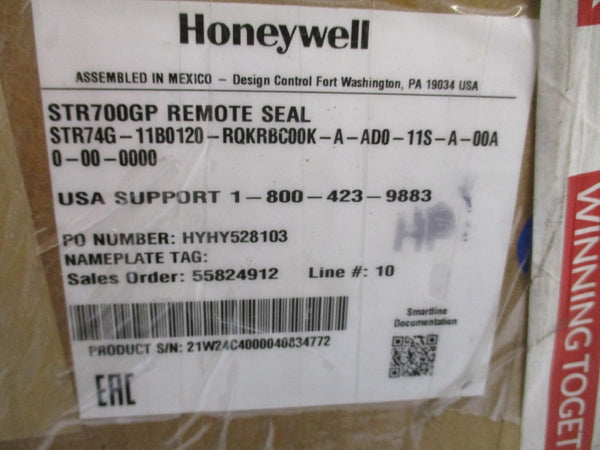 Honeywell
ASSEMBLED IN MEXICO – Design Control Fort Washington, PA 19034 USA
STR700GP REMOTE SEAL
STR74G-11B0120-RQKRBC00K-A-AD0-11S-A-00A
0-00-0000
USA SUPPORT 1-800-423-9883
PO NUMBER: HYHY528103
NAMEPLATE TAG:
Sales Order: 55824912 Line #: 10
Smartline
Documentation
PRODUCT S/N: 21W24C4000040834772
EAC
HP
WINNING TOGET